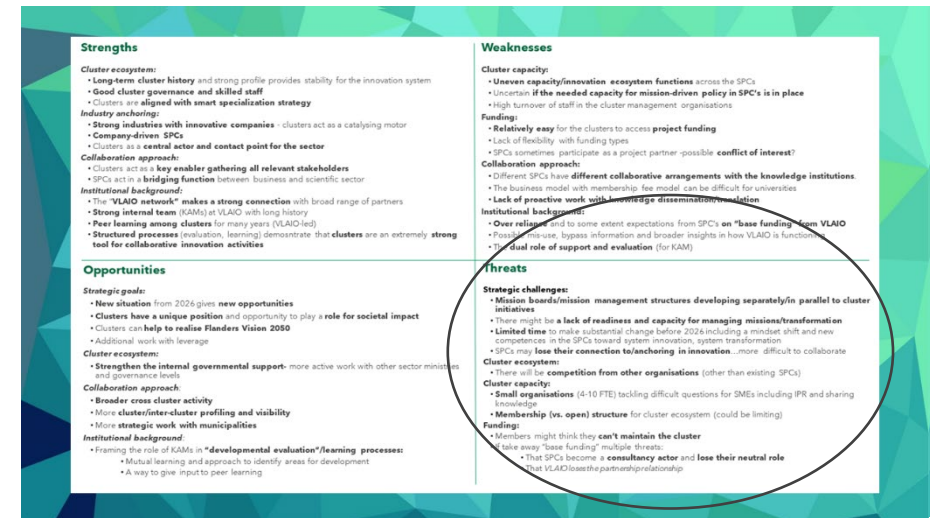 Strengths
Cluster ecosystem:
• Long-term cluster history and strong profile provides stability for the innovation system
• Good cluster governance and skilled staff
• Clusters are aligned with smart specialization strategy
Industry anchoring:
• Strong industries with innovative companies - clusters act as a catalysing motor
• Company-driven SPCs
• Clusters as a central actor and contact point for the sector
Collaboration approach:
• Clusters act as a key enabler gathering all relevant stakeholders
• SPCs act in a bridging function between business and scientific sector
Institutional background:
• The "VLAIO network" makes a strong connection with broad range of partners
• Strong internal team (KAMs) at VLAIO with long history
• Peer learning among clusters for many years (VLAIO-led)
• Structured processes (evaluation, learning) demosntrate that clusters are an extremely strong
tool for collaborative innovation activities
Weaknesses
Cluster capacity:
• Uneven capacity/innovation ecosystem functions across the SPCs
• Uncertain if the needed capacity for mission-driven policy in SPC's is in place
• High turnover of staff in the cluster management organisations
Funding:
• Relatively easy for the clusters to access project funding
• Lack of flexibility with funding types
• SPCs sometimes participate as a project partner -possible conflict of interest?
Collaboration approach:
• Different SPCs have different collaborative arrangements with the knowledge institutions.
• The business model with membership fee model can be difficult for universities
• Lack of proactive work with knowledge dissemination/translation
Institutional background:
• Over reliance and to some extent expectations from SPC's on "base funding" from VLAIO
• Possible mis-use, bypass information and broader insights in how VLAIO is functioning
• The dual role of support and evaluation (for KAM)
Opportunities
Strategic goals:
• New situation from 2026 gives new opportunities
• Clusters have a unique position and opportunity to play a role for societal impact
• Clusters can help to realise Flanders Vision 2050
• Additional work with leverage
Cluster ecosystem:
• Strengthen the internal governmental support- more active work with other sector ministries
and governance levels
Collaboration approach:
• Broader cross cluster activity
• More cluster/inter-cluster profiling and visibility
• More strategic work with municipalities
Institutional background:
• Framing the role of KAMs in "developmental evaluation"/learning processes:
• Mutual learning and approach to identify areas for development
• A way to give input to peer learning
Threats
Strategic challenges:
• Mission boards/mission management structures developing separately/in parallel to cluster
initiatives
• There might be a lack of readiness and capacity for managing missions/transformation
• Limited time to make substantial change before 2026 including a mindset shift and new
competences in the SPCs toward system innovation, system transformation
• SPCs may lose their connection to/anchoring in innovation...more difficult to collaborate
Cluster ecosystem:
• There will be competition from other organisations (other than existing SPCs)
Cluster capacity:
• Small organisations (4-10 FTE) tackling difficult questions for SMEs including IPR and sharing
knowledge
• Membership (vs. open) structure for cluster ecosystem (could be limiting)
Funding:
• Members might think they can't maintain the cluster
• If take away "base funding" multiple threats:
• That SPCs become a consultancy actor and lose their neutral role
• That VLAIO loses the partnership relationship